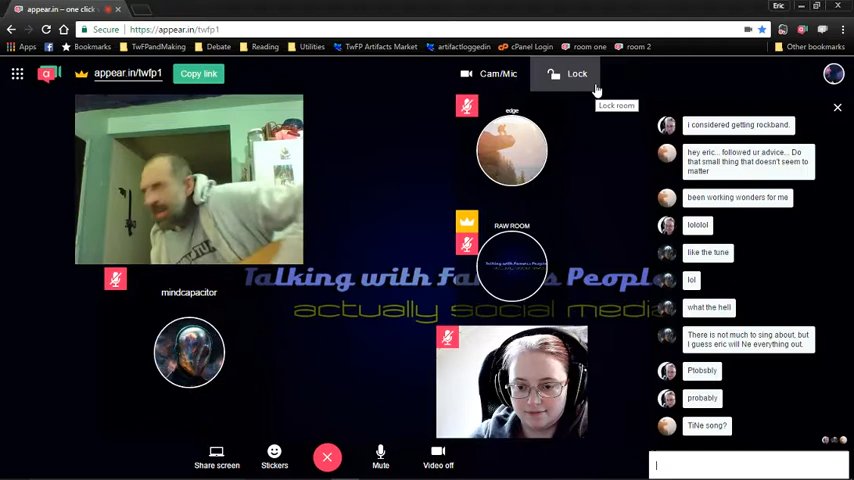 Eric
appear.in – one click
Secure https://appear.in/twfp1
Apps Bookmarks TwFPandMaking Debate Reading Utilities TwFP Artifacts Market artifactloggedin cPanel Login room one room 2 Other bookmarks
appear.in/twfp1 Copy link Cam/Mic Lock
Lock room
edge
RAW ROOM
mindcapacitor
Talking with Fa s Peopl
actually social media
i considered getting rockband.
hey eric... followed ur advice... Do
that small thing that doesn't seem to
matter
been working wonders for me
lololol
like the tune
lol
what the hell
There is not much to sing about, but
I guess eric will Ne everything out.
Ptobsbly
probably
TiNe song?
Share screen Stickers Mute Video off